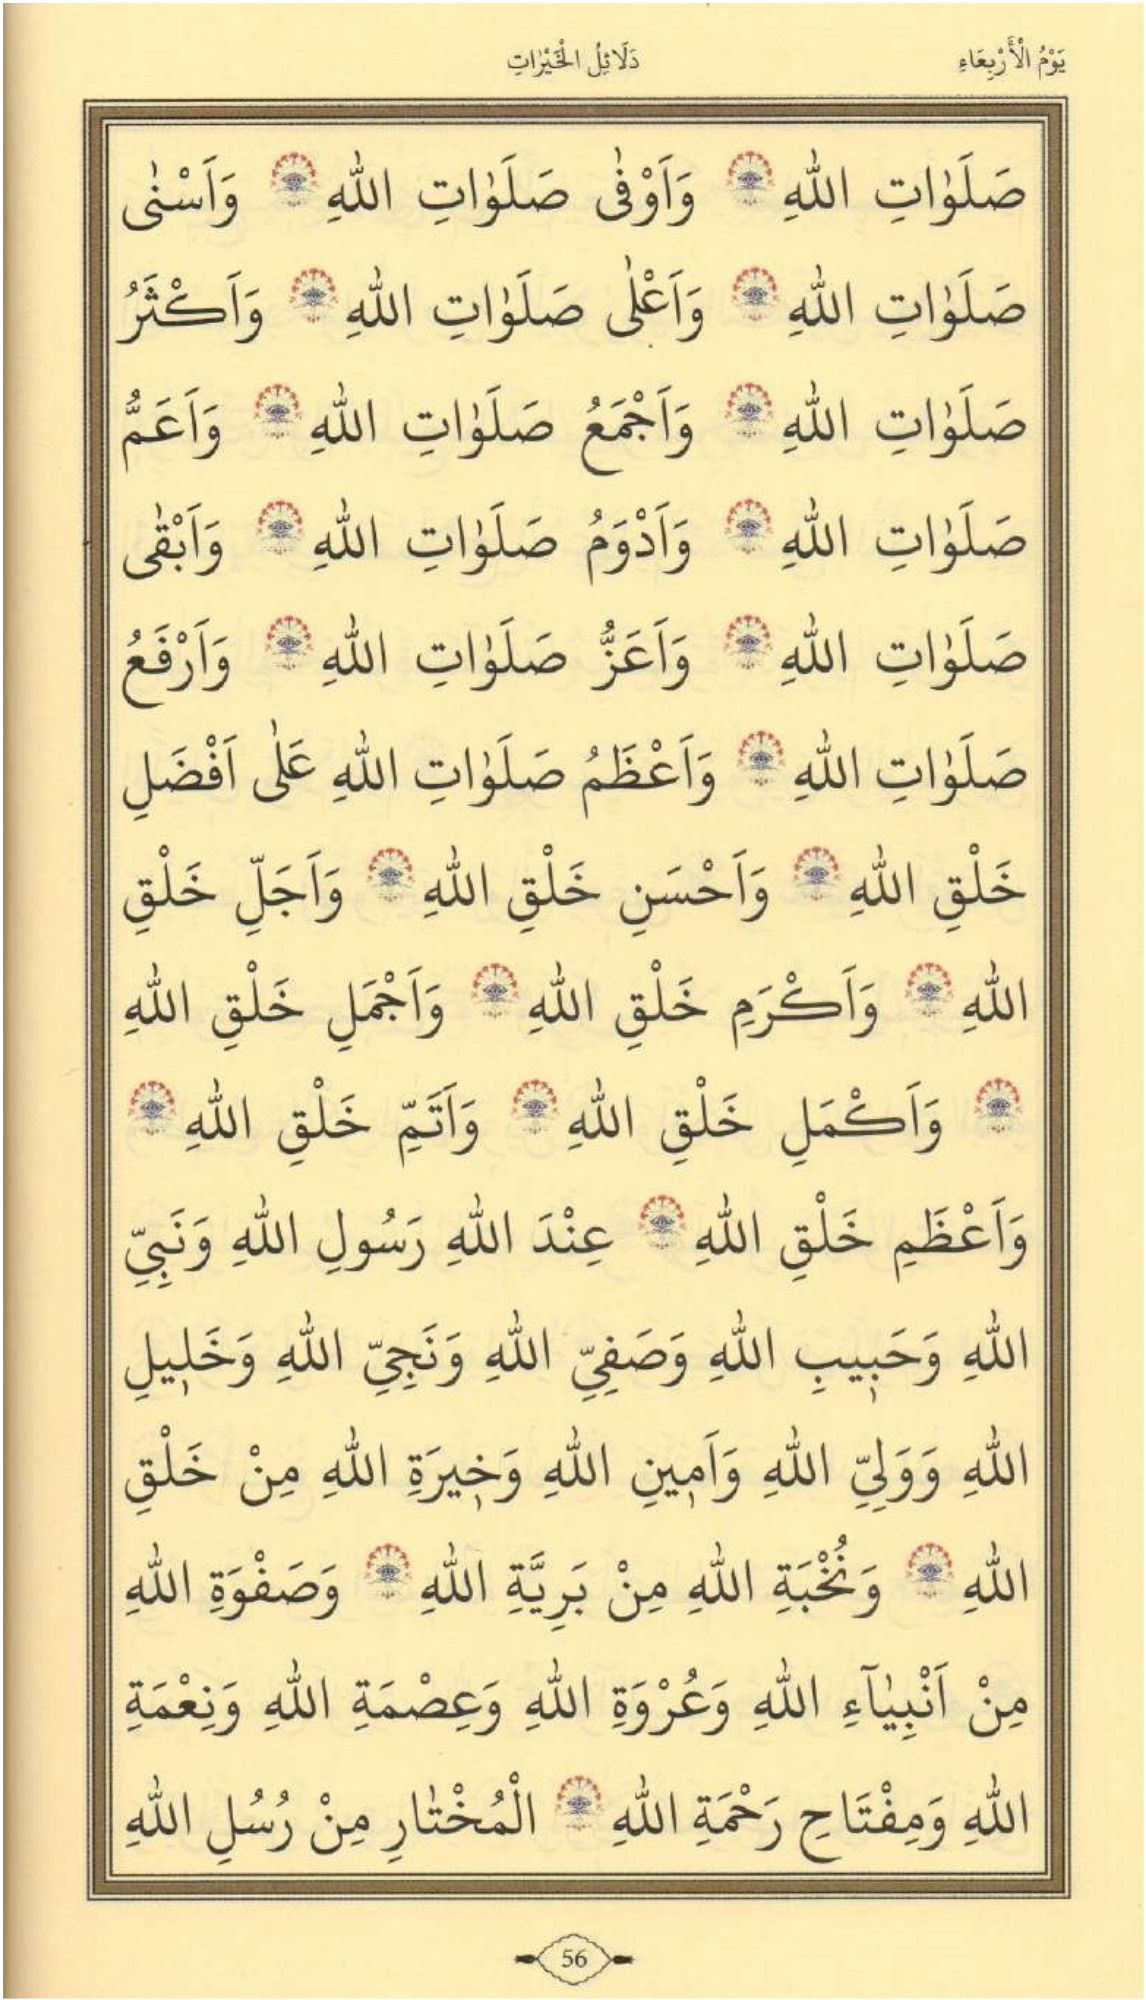 يَوْمُ الْأَرْبِعَاءِ
دَلَائِلُ الْخَيْرَاتِ
صَلَوٰاتِ اللّٰهِ وَاَوْفٰى صَلَوٰاتِ اللّٰهِ وَاَسْنٰى
صَلَوٰاتِ اللّٰهِ وَاَعْلٰى صَلَوٰاتِ اللّٰهِ وَاَكْثَرُ
صَلَوٰاتِ اللّٰهِ وَاَجْمَعُ صَلَوٰاتِ اللّٰهِ وَاَعَمُّ
صَلَوٰاتِ اللّٰهِ وَاَدْوَمُ صَلَوٰاتِ اللّٰهِ وَاَبْقٰى
صَلَوٰاتِ اللّٰهِ وَاَعَزُّ صَلَوٰاتِ اللّٰهِ وَاَرْفَعُ
صَلَوٰاتِ اللّٰهِ وَاَعْظَمُ صَلَوٰاتِ اللّٰهِ عَلٰى اَفْضَلِ
خَلْقِ اللّٰهِ وَاَحْسَنِ خَلْقِ اللّٰهِ وَاَجَلِّ خَلْقِ
اللّٰهِ وَاَكْرَمِ خَلْقِ اللّٰهِ وَاَجْمَلِ خَلْقِ اللّٰهِ
وَاَكْمَلِ خَلْقِ اللّٰهِ وَاَتَمِّ خَلْقِ اللّٰهِ
وَاَعْظَمِ خَلْقِ اللّٰهِ عِنْدَ اللّٰهِ رَسُولِ اللّٰهِ وَنَبِيِّ
اللّٰهِ وَحَبٖيبِ اللّٰهِ وَصَفِيِّ اللّٰهِ وَنَجِيِّ اللّٰهِ وَخَلٖيلِ
اللّٰهِ وَوَلِيِّ اللّٰهِ وَاَمٖينِ اللّٰهِ وَخٖيرَةِ اللّٰهِ مِنْ خَلْقِ
اللّٰهِ وَنُخْبَةِ اللّٰهِ مِنْ بَرِيَّةِ اللّٰهِ وَصَفْوَةِ اللّٰهِ
مِنْ اَنْبِيَٓاءِ اللّٰهِ وَعُرْوَةِ اللّٰهِ وَعِصْمَةِ اللّٰهِ وَنِعْمَةِ
اللّٰهِ وَمِفْتَاحِ رَحْمَةِ اللّٰهِ الْمُخْتٰارِ مِنْ رُسُلِ اللّٰهِ
56